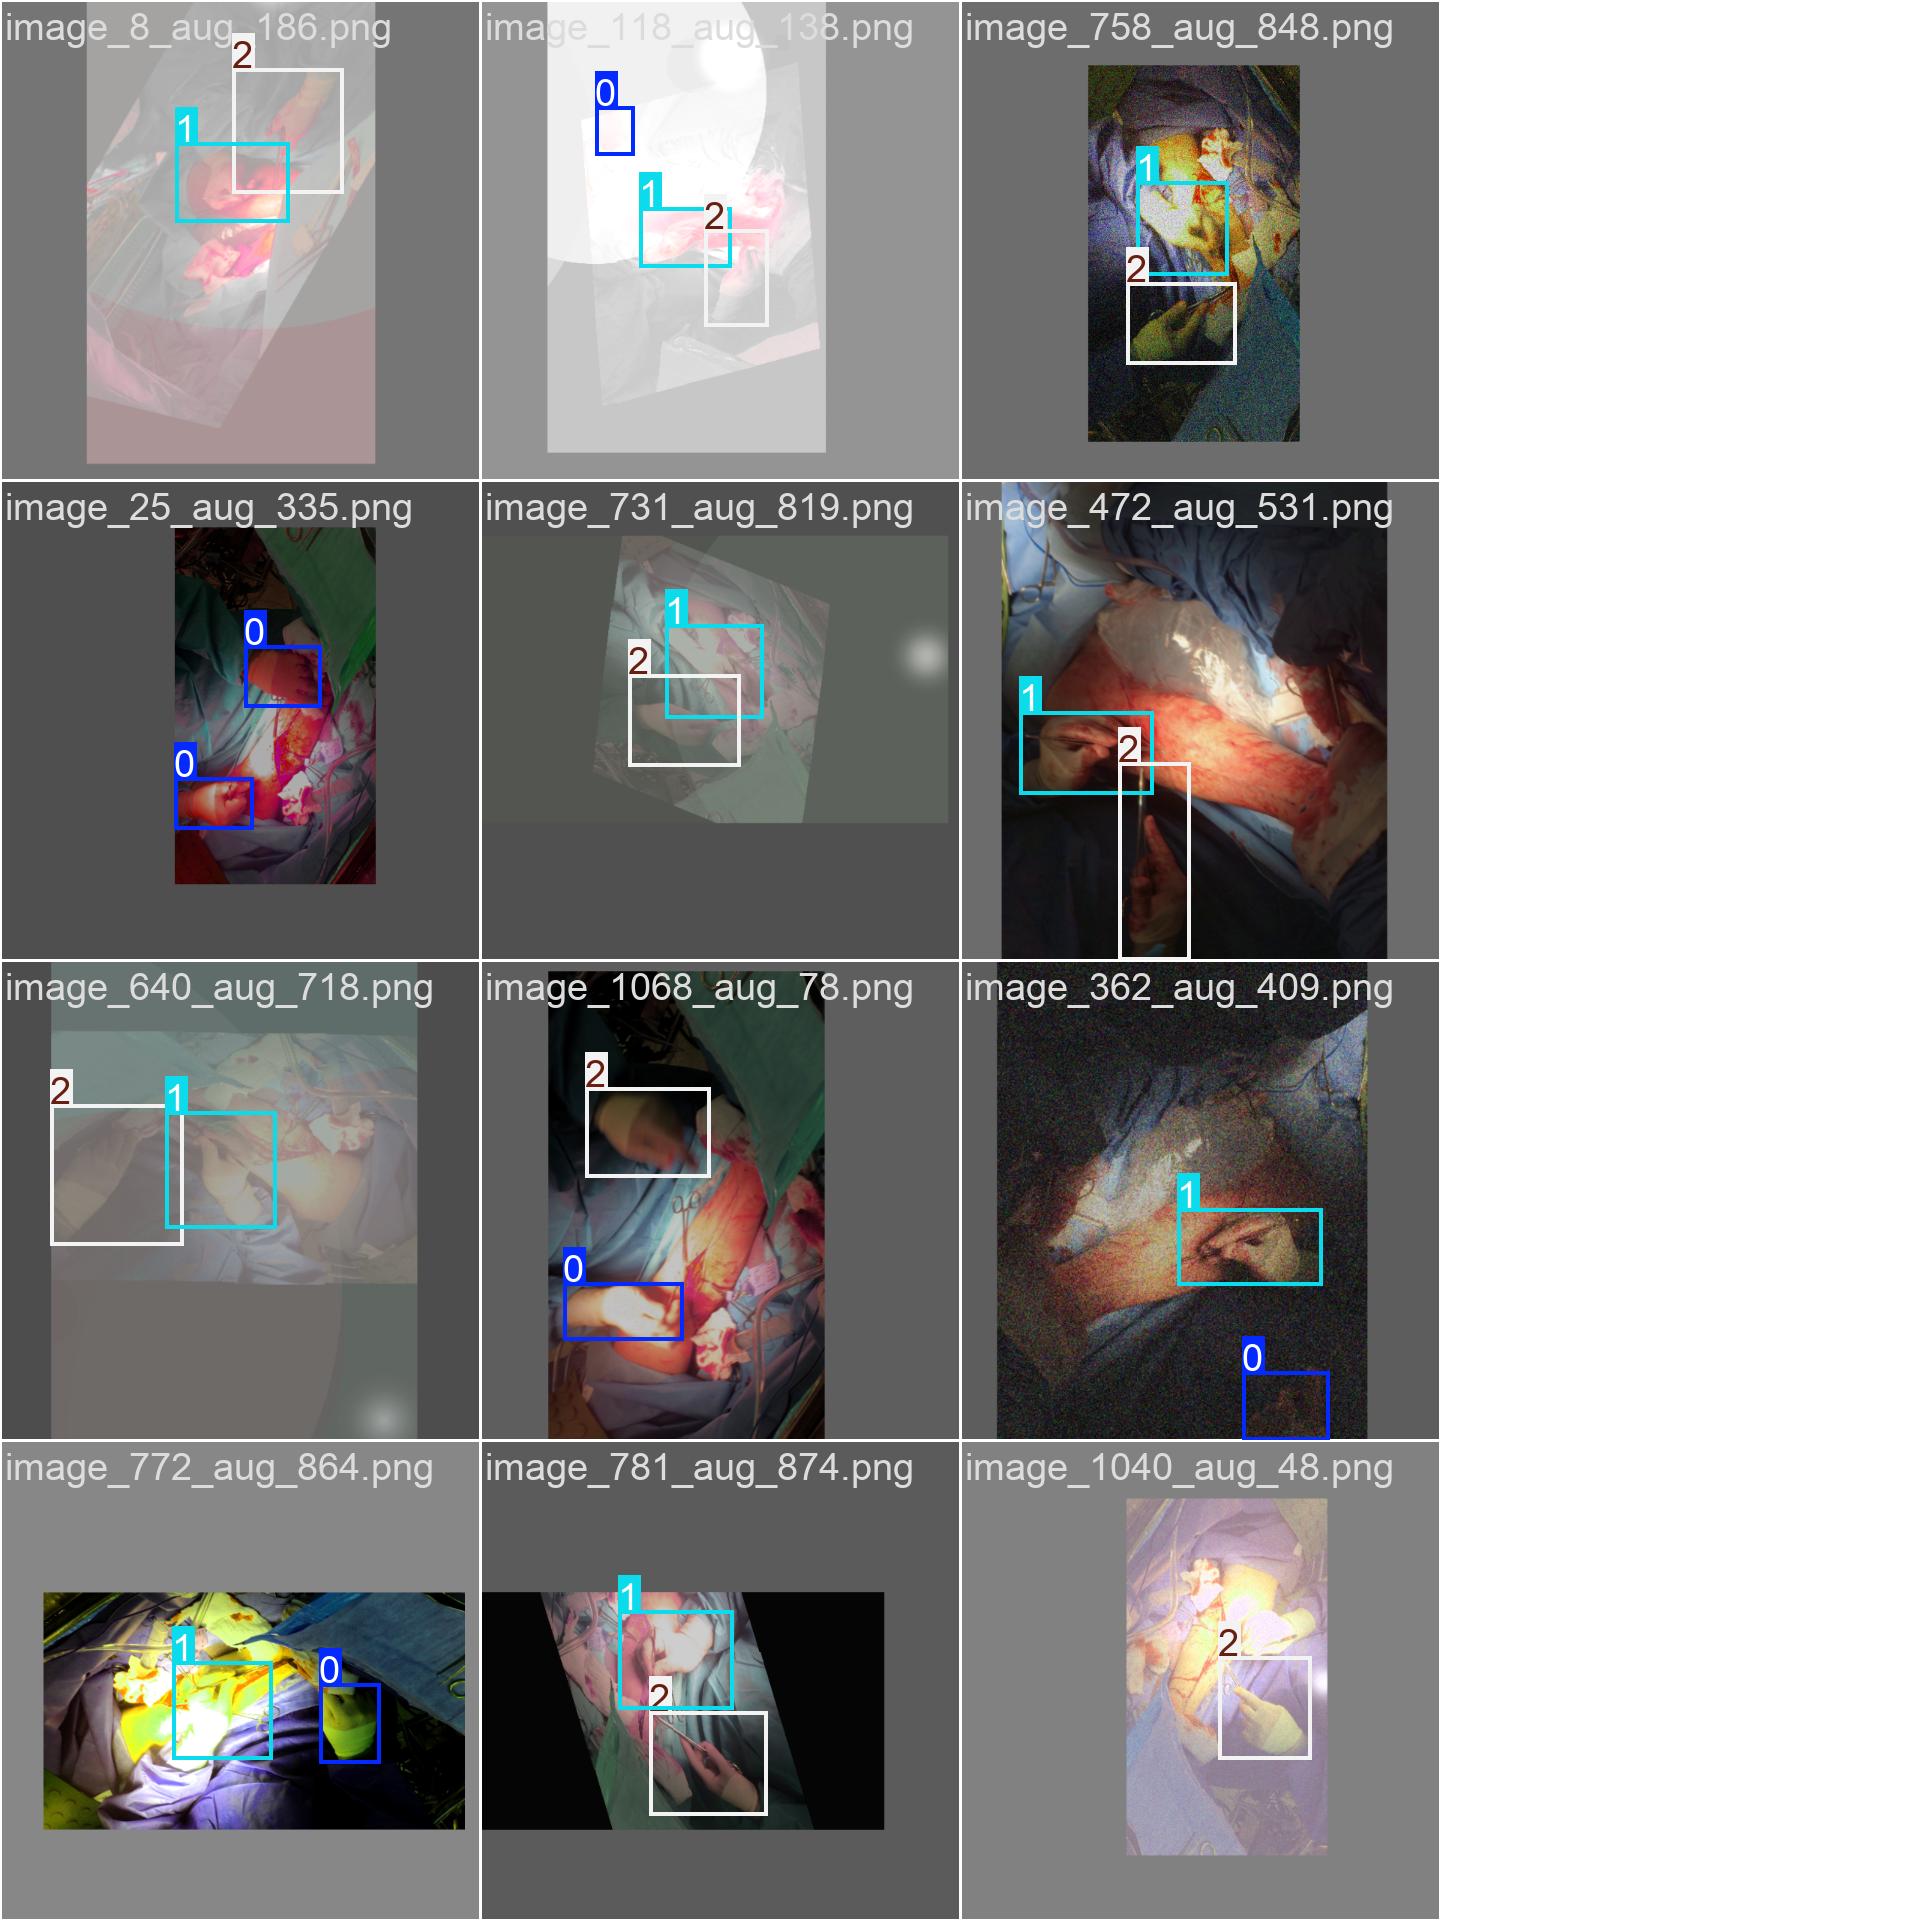 image_8_aug_186.png
2
1
image_118_aug_138.png
0
1
2
image_758_aug_848.png
1
2
image_25_aug_335.png
0
0
image_731_aug_819.png
1
2
image_472_aug_531.png
1
2
image_640_aug_718.png
2
1
image_1068_aug_78.png
2
0
image_362_aug_409.png
1
0
image_772_aug_864.png
1
0
image_781_aug_874.png
1
2
image_1040_aug_48.png
2